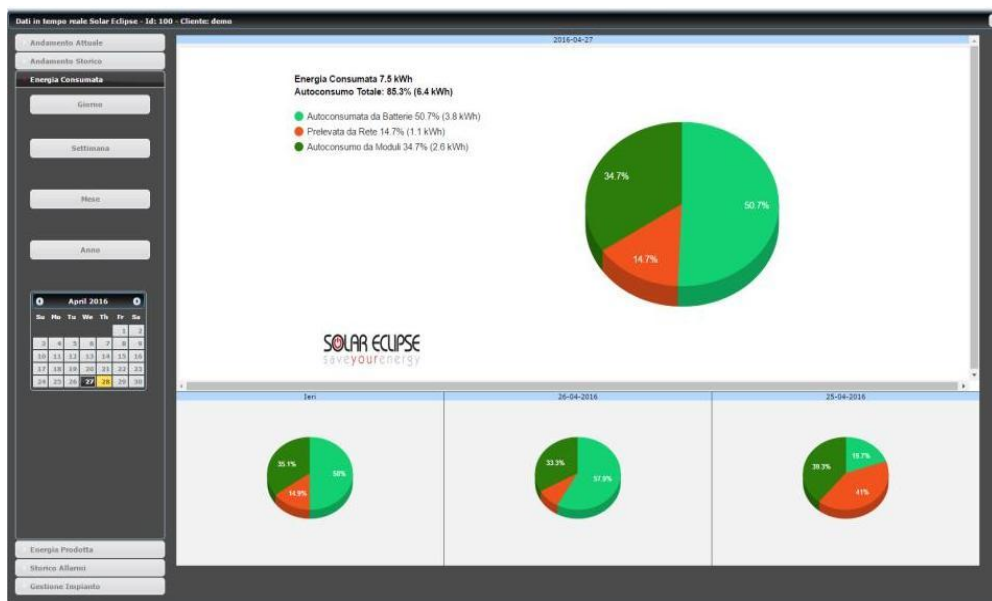 Dati in tempo reale Solar Eclipse - Id: 100 - Cliente: demo
Andamento Attuale
Andamento Storico
Energia Consumata
Giorno
Settimana
Mese
Anno
April 2016
Su Mo Tu We Th Fr Sa
1 2
3 4 5 6 7 8 9
10 11 12 13 14 15 16
17 18 19 20 21 22 23
24 25 26 27 28 29 30
Energia Prodotta
Storico Allarmi
Gestione Impianto
2016-04-27
Energia Consumata 7.5 kWh
Autoconsumo Totale: 85.3% (6.4 kWh)
Autoconsumata da Batterie 50.7% (3.8 kWh)
Prelevata da Rete 14.7% (1.1 kWh)
Autoconsumo da Moduli 34.7% (2.6 kWh)
34.7%
50.7%
14.7%
SOLAR ECLIPSE
saveyourenergy
Ieri
26-04-2016
25-04-2016
35.1%
50%
14.9%
33.3%
57.9%
19.7%
39.3%
41%